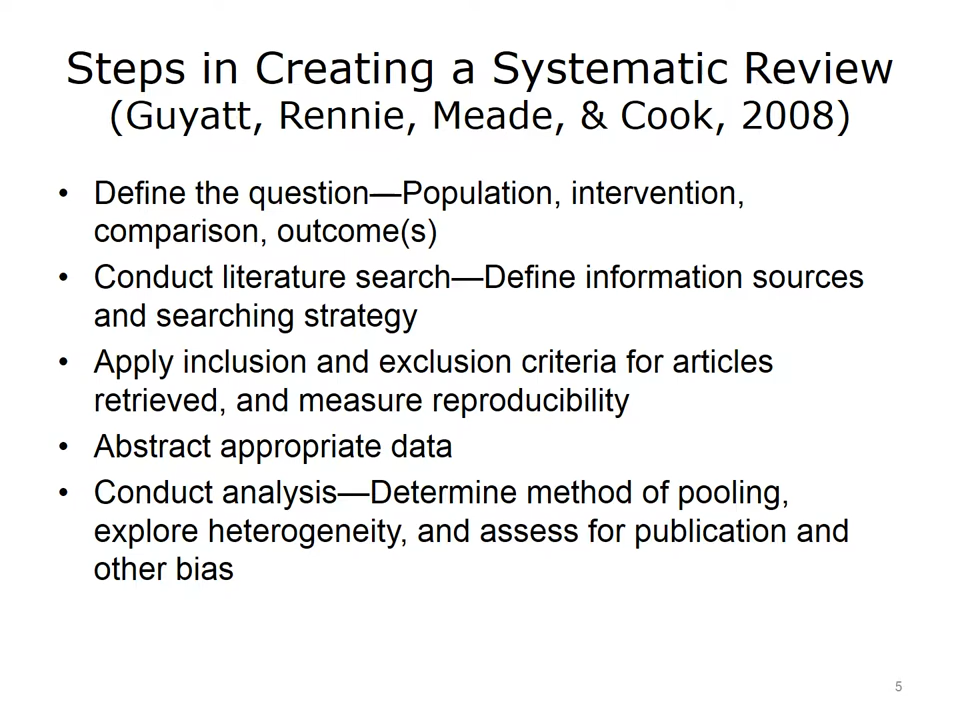 Steps in Creating a Systematic Review
(Guyatt, Rennie, Meade, & Cook, 2008)
• Define the question—Population, intervention,
comparison, outcome(s)
• Conduct literature search—Define information sources
and searching strategy
• Apply inclusion and exclusion criteria for articles
retrieved, and measure reproducibility
• Abstract appropriate data
• Conduct analysis—Determine method of pooling,
explore heterogeneity, and assess for publication and
other bias
5